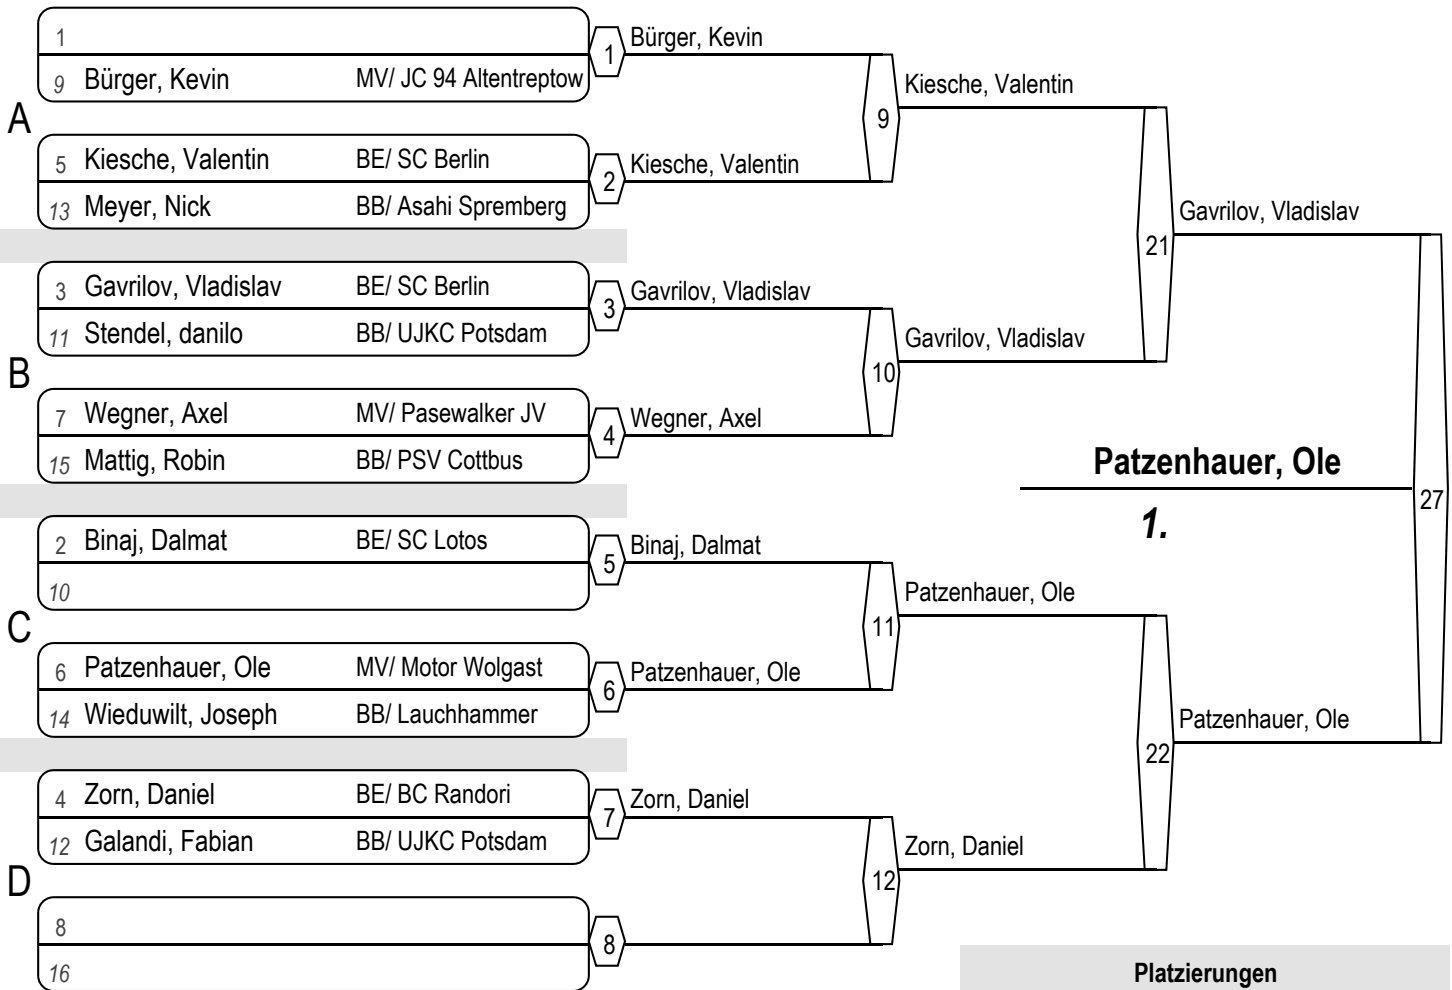 1
9 Bürger, Kevin MV/ JC 94 Altentreptow
1
Bürger, Kevin
A
5 Kiesche, Valentin BE/ SC Berlin
13 Meyer, Nick BB/ Asahi Spremberg
2
Kiesche, Valentin
9
Kiesche, Valentin
3 Gavrilov, Vladislav BE/ SC Berlin
11 Stendel, danilo BB/ UJKC Potsdam
3
Gavrilov, Vladislav
B
7 Wegner, Axel MV/ Pasewalker JV
15 Mattig, Robin BB/ PSV Cottbus
4
Wegner, Axel
10
Gavrilov, Vladislav
21
Gavrilov, Vladislav
2 Binaj, Dalmat BE/ SC Lotos
10
5
Binaj, Dalmat
C
6 Patzenhauer, Ole MV/ Motor Wolgast
14 Wieduwilt, Joseph BB/ Lauchhammer
6
Patzenhauer, Ole
11
Patzenhauer, Ole
4 Zorn, Daniel BE/ BC Randori
12 Galandi, Fabian BB/ UJKC Potsdam
7
Zorn, Daniel
D
8
16
8
12
Zorn, Daniel
22
Patzenhauer, Ole
27
Patzenhauer, Ole
1.
Platzierungen